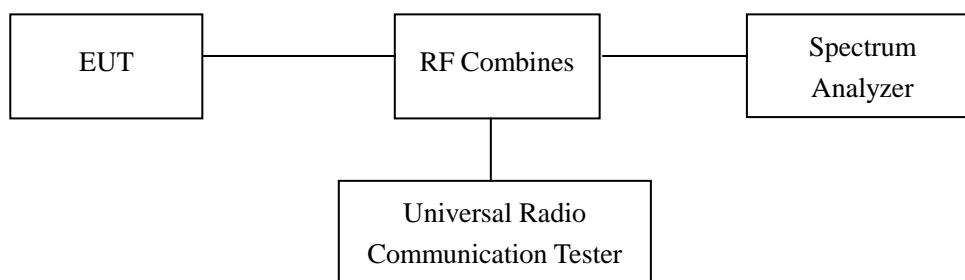 EUT
RF Combines
Spectrum
Analyzer
Universal Radio
Communication Tester